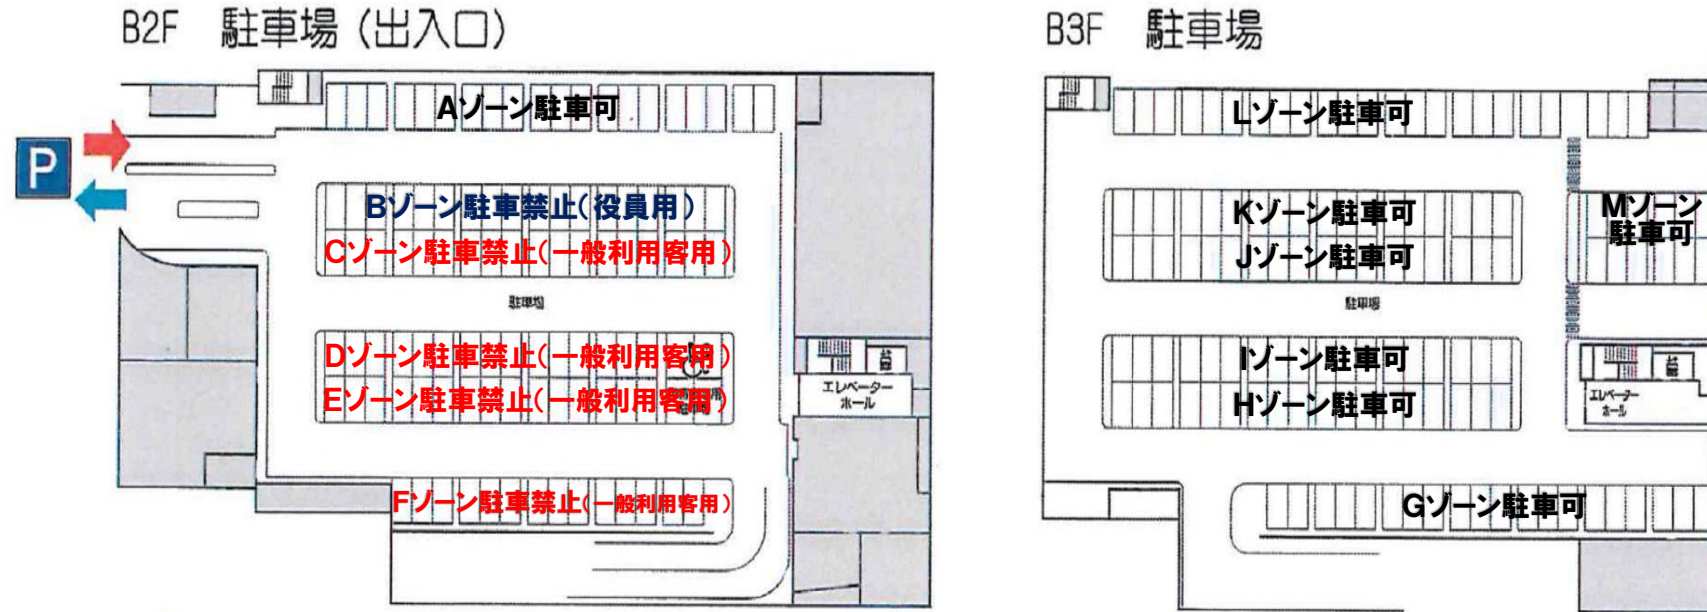 B2F 駐車場（出入口）
Aゾーン駐車可
P
Bゾーン駐車禁止（役員用）
Cゾーン駐車禁止（一般利用客用）
駐車場
Dゾーン駐車禁止（一般利用客用）
Eゾーン駐車禁止（一般利用客用）
エレベーター
ホール
Fゾーン駐車禁止（一般利用客用）
B3F 駐車場
Lゾーン駐車可
Kゾーン駐車可
Jゾーン駐車可
Mゾーン
駐車可
駐車場
Iゾーン駐車可
Hゾーン駐車可
エレベーター
ホール
Gゾーン駐車可